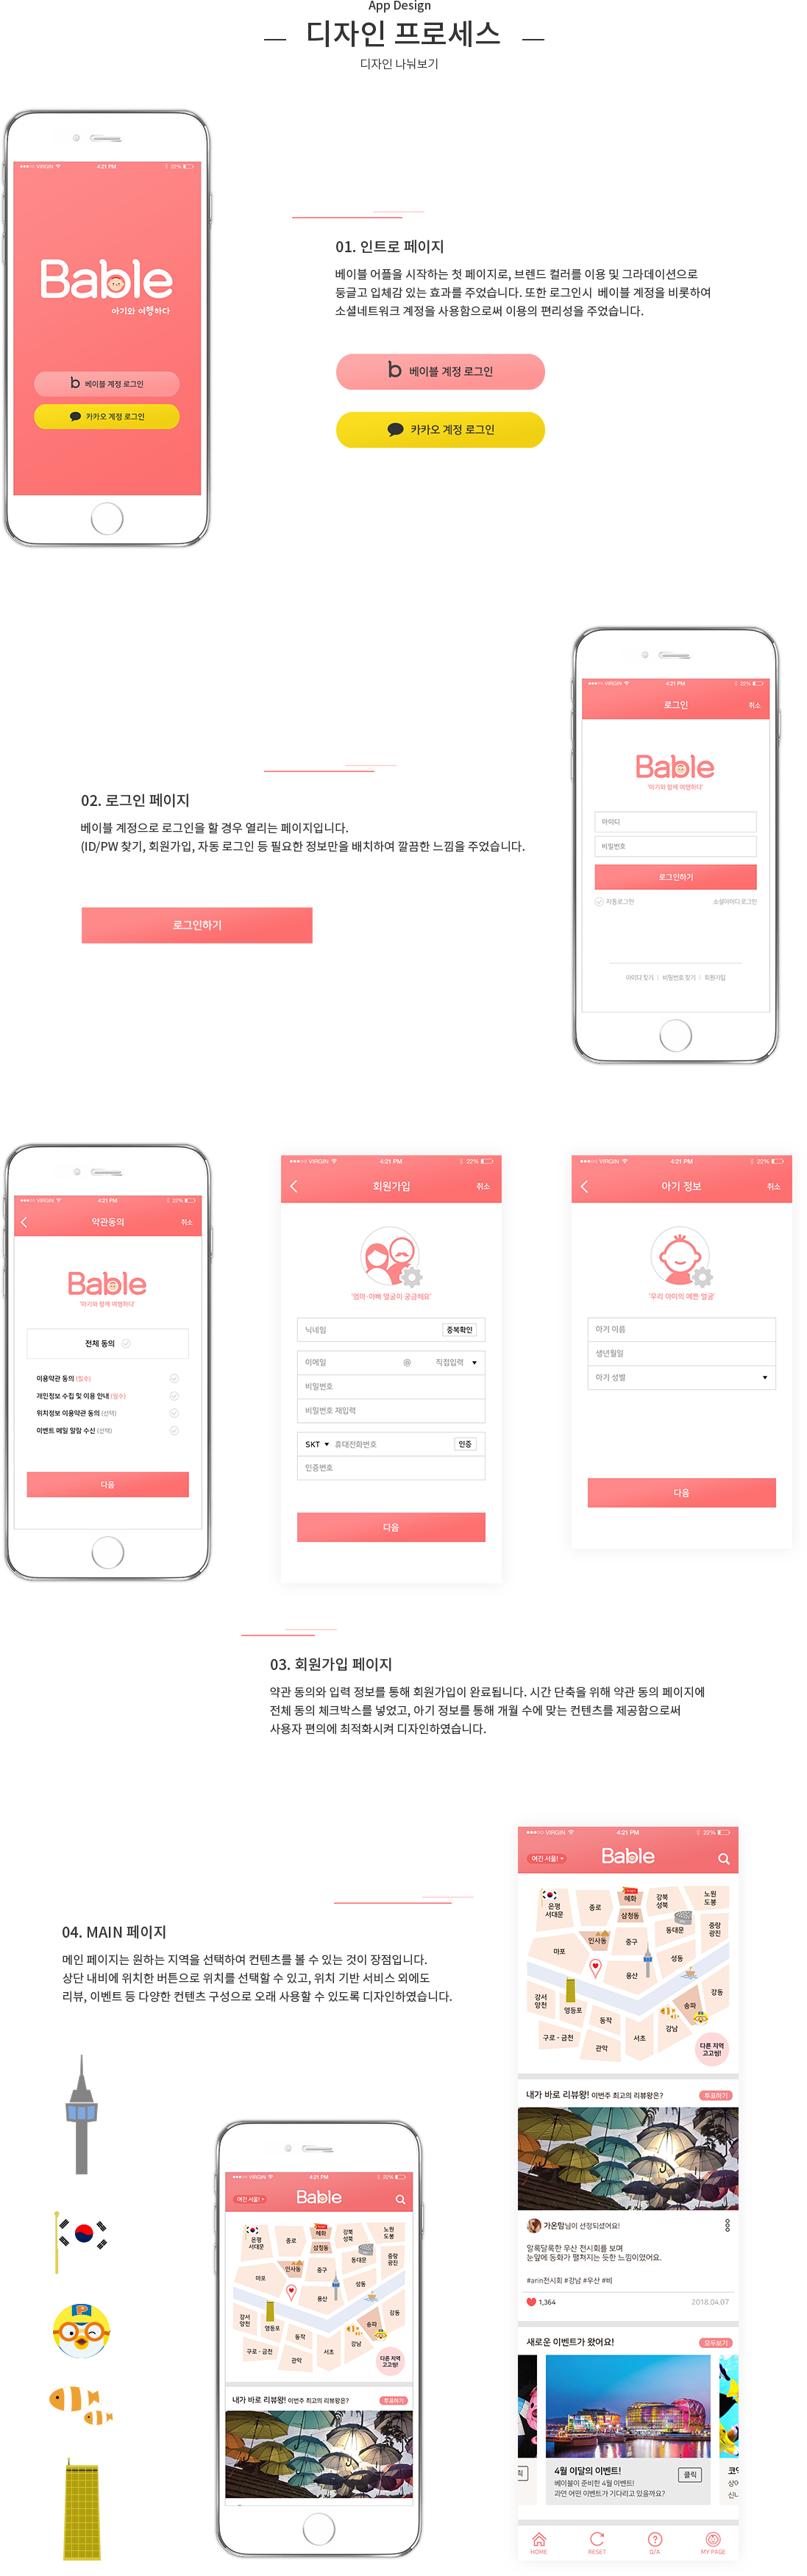 App Design
디자인 프로세스
디자인 나눠보기
VIRGIN
4:21 PM
22%
Bable
아기와 여행하다
b 베이블 계정 로그인
카카오 계정 로그인
01. 인트로 페이지
베이블 어플을 시작하는 첫 페이지로, 브렌드 컬러를 이용 및 그라데이션으로
둥글고 입체감 있는 효과를 주었습니다. 또한 로그인시 베이블 계정을 비롯하여
소셜네트워크 계정을 사용함으로써 이용의 편리성을 주었습니다.
b 베이블 계정 로그인
카카오 계정 로그인
VIRGIN
4:21 PM
22%
로그인
취소
Bable
'아기와 함께 여행하다'
아이디
비밀번호
로그인하기
자동로그인
소셜아이디 로그인
아이디 찾기 | 비밀번호 찾기 | 회원가입
02. 로그인 페이지
베이블 계정으로 로그인을 할 경우 열리는 페이지입니다.
(ID/PW 찾기, 회원가입, 자동 로그인 등 필요한 정보만을 배치하여 깔끔한 느낌을 주었습니다.
로그인하기
VIRGIN
4:21 PM
22%
약관동의
취소
Bable
'아기와 함께 여행하다'
전체 동의
이용약관 동의 (필수)
개인정보 수집 및 이용 안내 (필수)
위치정보 이용약관 동의 (선택)
이벤트 메일 알람 수신 (선택)
다음
VIRGIN
4:21 PM
22%
회원가입
취소
'엄마·아빠 얼굴이 궁금해요'
닉네임
중복확인
이메일
@
직접입력
비밀번호
비밀번호 재입력
SKT
휴대전화번호
인증
인증번호
다음
VIRGIN
4:21 PM
22%
아기 정보
취소
'우리 아이의 예쁜 얼굴'
아기 이름
생년월일
아기 성별
다음
03. 회원가입 페이지
약관 동의와 입력 정보를 통해 회원가입이 완료됩니다. 시간 단축을 위해 약관 동의 페이지에
전체 동의 체크박스를 넣었고, 아기 정보를 통해 개월 수에 맞는 컨텐츠를 제공함으로써
사용자 편의에 최적화시켜 디자인하였습니다.
04. MAIN 페이지
메인 페이지는 원하는 지역을 선택하여 컨텐츠를 볼 수 있는 것이 장점입니다.
상단 내비에 위치한 버튼으로 위치를 선택할 수 있고, 위치 기반 서비스 외에도
리뷰, 이벤트 등 다양한 컨텐츠 구성으로 오래 사용할 수 있도록 디자인하였습니다.
VIRGIN
4:21 PM
22%
여긴 서울!
Bable
은평
서대문
종로
혜화
삼청동
강북
성북
노원
도봉
동대문
중랑
광진
인사동
중구
마포
성동
용산
강서
양천
영등포
강동
송파
동작
강남
구로 - 금천
서초
관악
다른 지역
고고씽!
내가 바로 리뷰왕! 이번주 최고의 리뷰왕은?
투표하기
가온맘님이 선정되셨어요!
알록달록한 우산 전시회를 보며
눈앞에 동화가 펼쳐지는 듯한 느낌이었어요.
#arin전시회 #강남 #우산 #비
1,364
2018.04.07
새로운 이벤트가 왔어요!
모두보기
4월 이달의 이벤트!
베이블이 준비한 4월 이벤트!
과연 어떤 이벤트가 기다리고 있을까요?
클릭
HOME
RESET
Q/A
MY PAGE
VIRGIN
4:21 PM
22%
여긴 서울!
Bable
은평
서대문
종로
혜화
삼청동
강북
성북
노원
도봉
동대문
중랑
광진
인사동
중구
마포
성동
용산
강서
양천
영등포
강동
송파
동작
강남
구로 - 금천
서초
관악
다른 지역
고고씽!
내가 바로 리뷰왕! 이번주 최고의 리뷰왕은?
투표하기
P